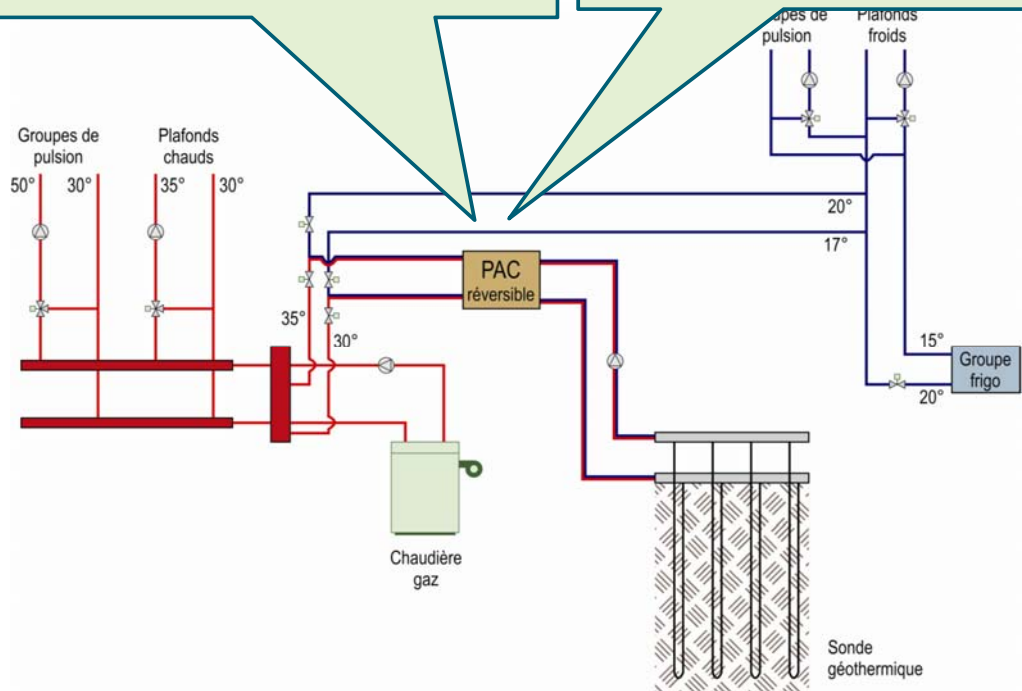 pulsion
Plafonds
froids
Groupes de
pulsion
Plafonds
chauds
50°
30°
35°
30°
20°
17°
PAC
réversible
35°
30°
15°
Groupe
frigo
20°
Chaudière
gaz
Sonde
géothermique